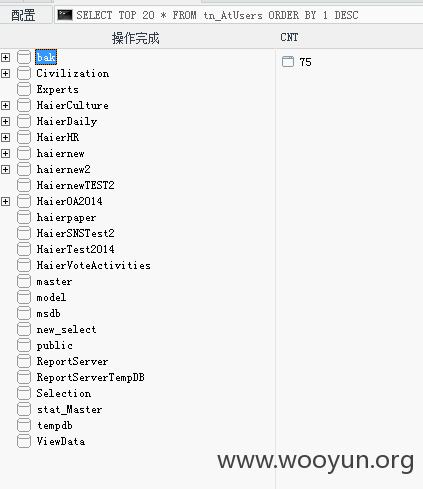 配置 SELECT TOP 20 * FROM tn_AtUsers ORDER BY 1 DESC
操作完成 CNT
bak 75
Civilization
Experts
HaierCulture
HaierDaily
HaierHR
haiernew
haiernew2
HaiernewTEST2
HaierOA2014
haierpaper
HaierSNSTest2
HaierTest2014
HaierVoteActivities
master
model
msdb
new_select
public
ReportServer
ReportServerTempDB
Selection
stat_Master
tempdb
ViewData
www.wooyun.org